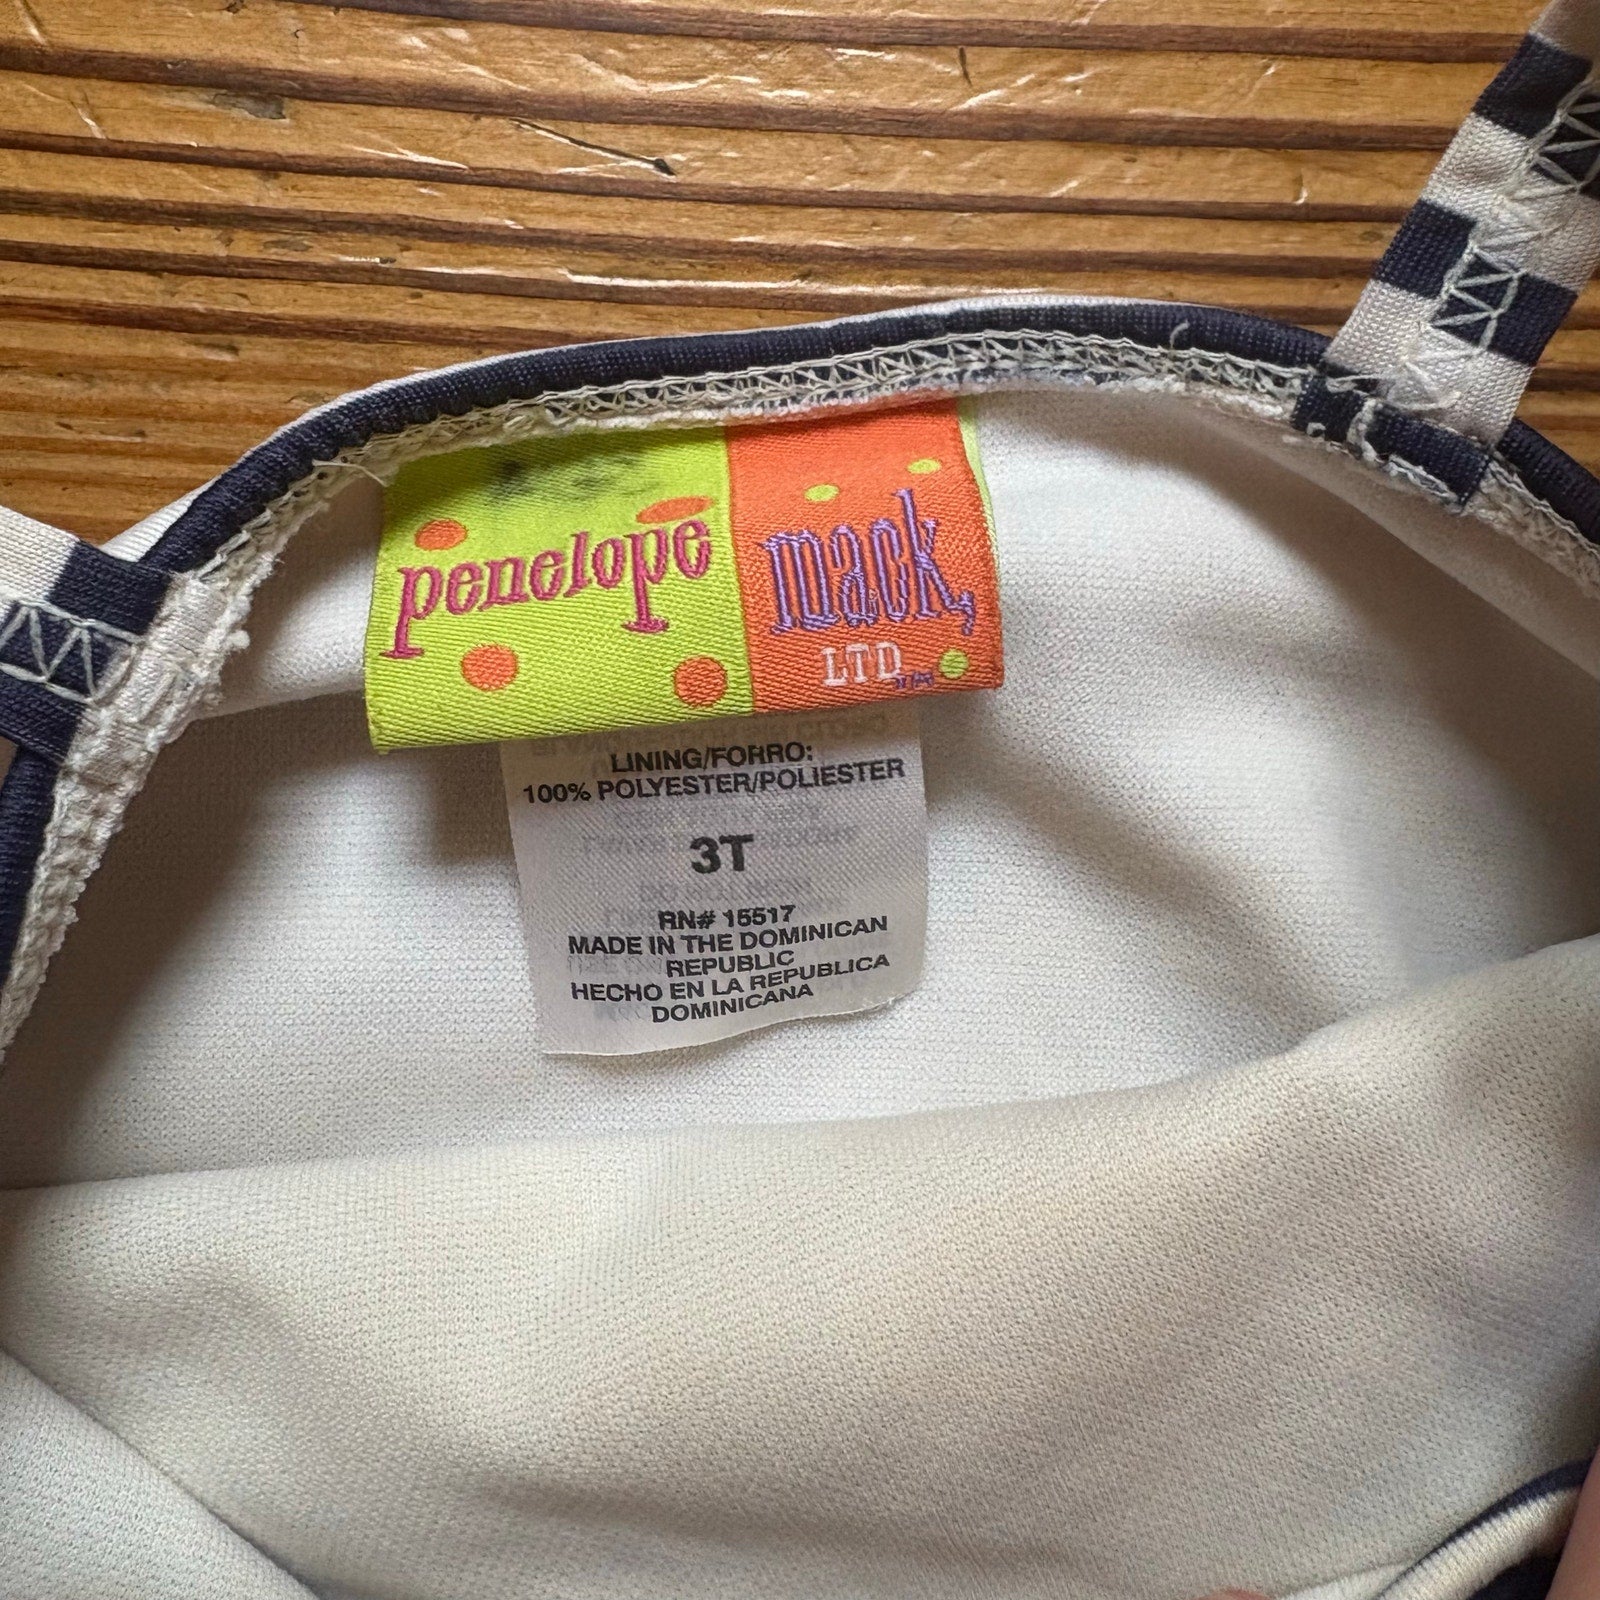 penelope mack,
LTD
LINING/FORRO:
100% POLYESTER/POLIESTER
3T
RN# 15517
MADE IN THE DOMINICAN
REPUBLIC
HECHO EN LA REPUBLICA
DOMINICANA